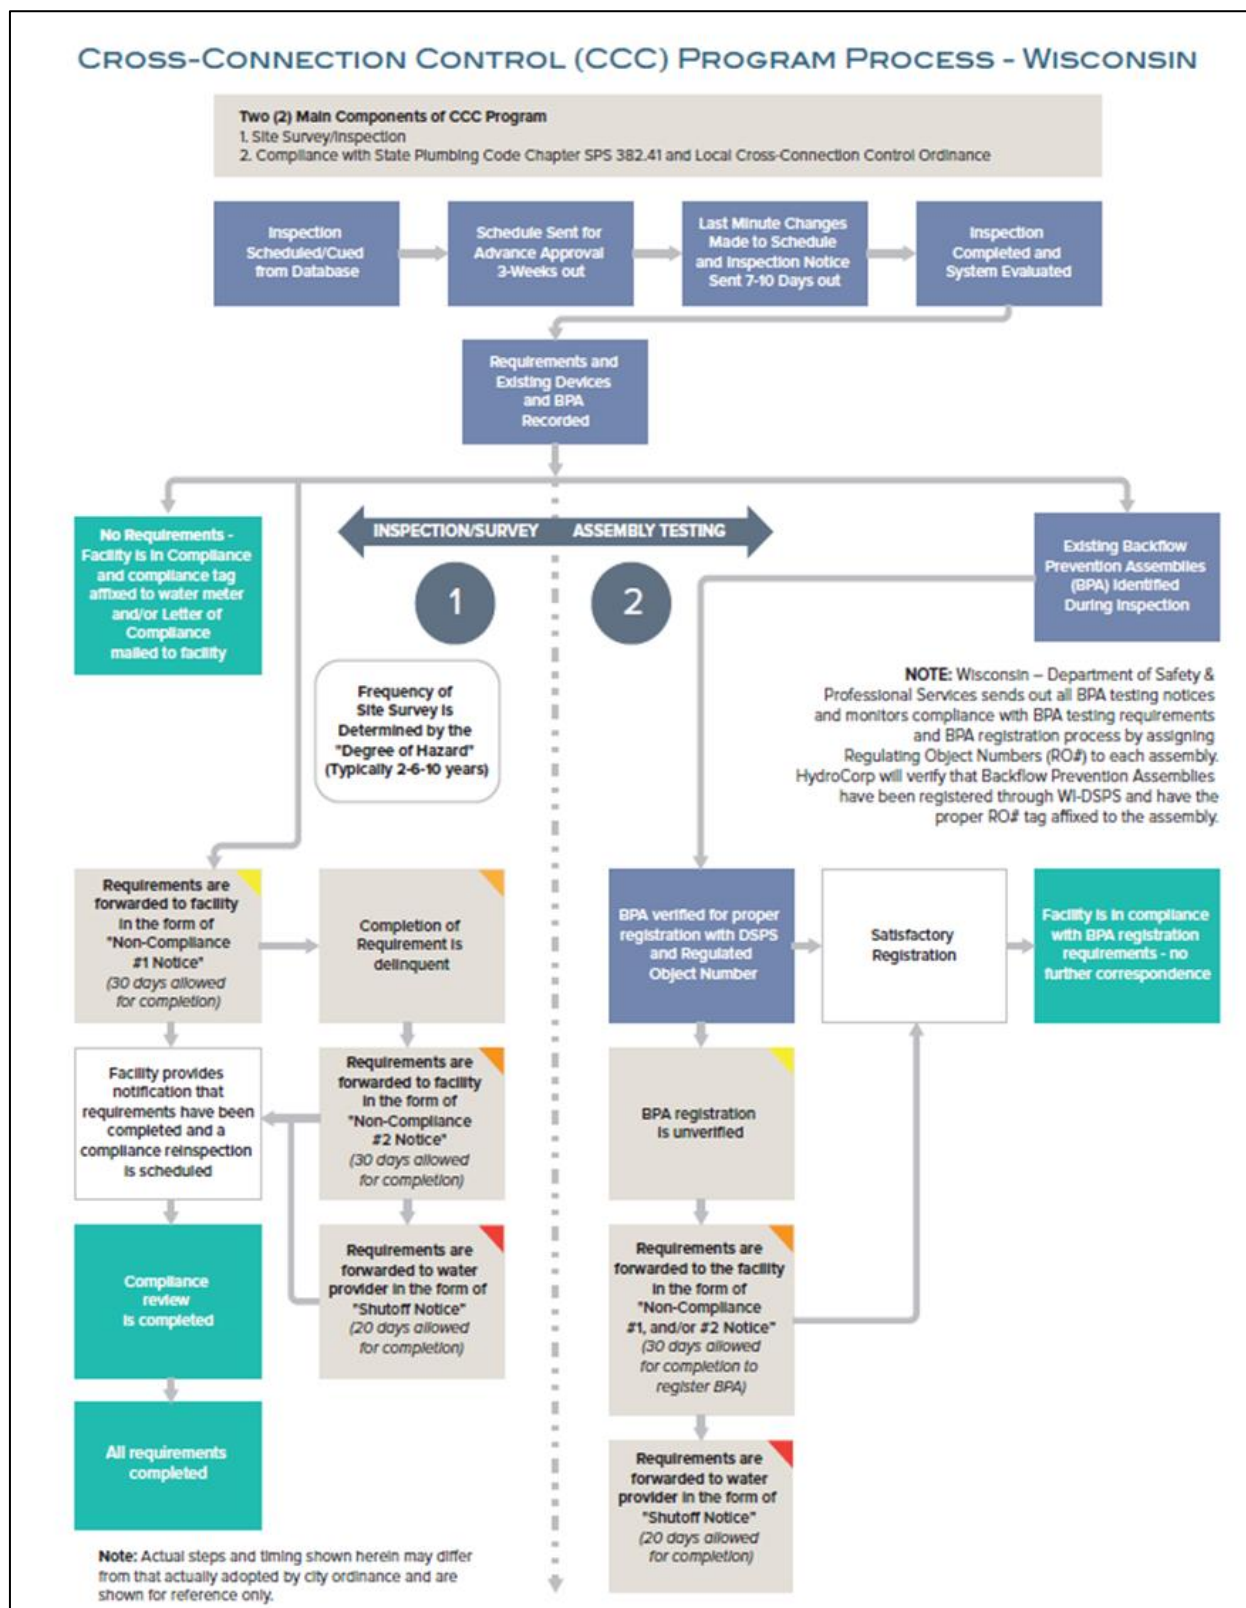 CROSS-CONNECTION CONTROL (CCC) PROGRAM PROCESS - WISCONSIN
Two (2) Main Components of CCC Program
1. Site Survey/Inspection
2. Compliance with State Plumbing Code Chapter SPS 382.41 and Local Cross-Connection Control Ordinance
Inspection
Scheduled/Cued
from Database
Schedule Sent for
Advance Approval
3-Weeks out
Last Minute Changes
Made to Schedule
and Inspection Notice
Sent 7-10 Days out
Inspection
Completed and
System Evaluated
Requirements and
Existing Devices
and BPA
Recorded
No Requirements -
Facility is in Compliance
and compliance tag
affixed to water meter
and/or Letter of
Compliance
mailed to facility
INSPECTION/SURVEY
ASSEMBLY TESTING
1
2
Existing Backflow
Prevention Assemblies
(BPA) Identified
During Inspection
Frequency of
Site Survey is
Determined by the
"Degree of Hazard"
(Typically 2-6-10 years)
NOTE: Wisconsin – Department of Safety &
Professional Services sends out all BPA testing notices
and monitors compliance with BPA testing requirements
and BPA registration process by assigning
Regulating Object Numbers (RO#) to each assembly.
HydroCorp will verify that Backflow Prevention Assemblies
have been registered through WI-DSPS and have the
proper RO# tag affixed to the assembly.
Requirements are
forwarded to facility
in the form of
"Non-Compliance
#1 Notice"
(30 days allowed
for completion)
Completion of
Requirement is
delinquent
BPA verified for proper
registration with DSPS
and Regulated
Object Number
Satisfactory
Registration
Facility is in compliance
with BPA registration
requirements - no
further correspondence
Facility provides
notification that
requirements have been
completed and a
compliance reinspection
is scheduled
Requirements are
forwarded to facility
in the form of
"Non-Compliance
#2 Notice"
(30 days allowed
for completion)
BPA registration
is unverified
Compliance
review
is completed
Requirements are
forwarded to water
provider in the form of
"Shutoff Notice"
(20 days allowed
for completion)
Requirements are
forwarded to the facility
in the form of
"Non-Compliance
#1, and/or #2 Notice"
(30 days allowed
for completion to
register BPA)
All requirements
completed
Requirements are
forwarded to water
provider in the form of
"Shutoff Notice"
(20 days allowed
for completion)
Note: Actual steps and timing shown herein may differ
from that actually adopted by city ordinance and are
shown for reference only.